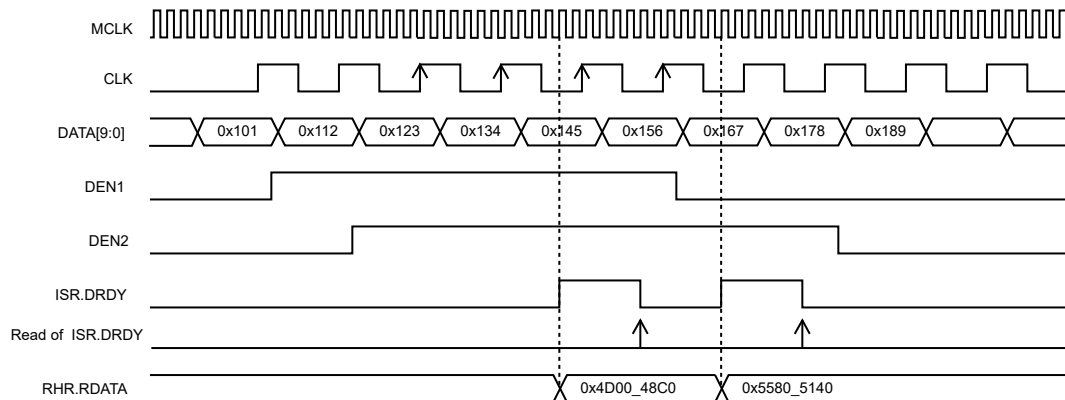 MCLK
CLK
DATA[9:0] 0x101 0x112 0x123 0x134 0x145 0x156 0x167 0x178 0x189
DEN1
DEN2
ISR.DRDY
Read of ISR.DRDY
RHR.RDATA 0x4D00_48C0 0x5580_5140